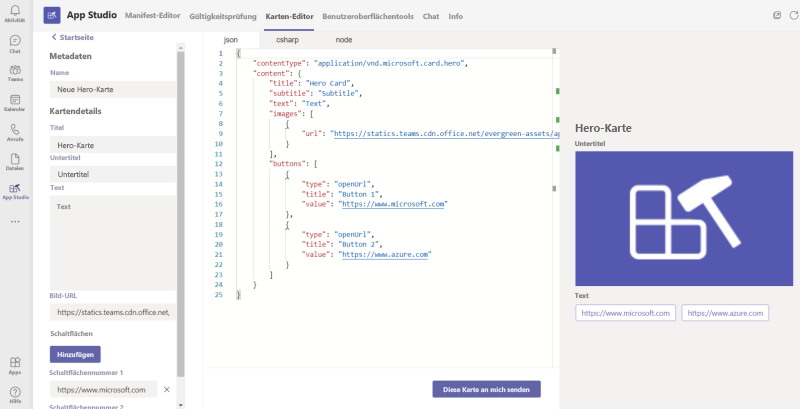 Aktivität
Chat
Teams
Kalender
Anrufe
Dateien
App Studio
Apps
Hilfe
App Studio Manifest-Editor Gültigkeitsprüfung Karten-Editor Benutzeroberflächentools Chat Info
Startseite
Metadaten
Name
Neue Hero-Karte
Kartendetails
Titel
Hero-Karte
Untertitel
Untertitel
Text
Text
Bild-URL
https://statics.teams.cdn.office.net,
Schaltflächen
Hinzufügen
Schaltflächennummer 1
https://www.microsoft.com
Schaltflächennummer 2
json csharp node
1 {
2 "contentType": "application/vnd.microsoft.card.hero",
3 "content": {
4 "title": "Hero Card",
5 "subtitle": "Subtitle",
6 "text": "Text",
7 "images": [
8 {
9 "url": "https://statics.teams.cdn.office.net/evergreen-assets/ap
10 }
11 ],
12 "buttons": [
13 {
14 "type": "openUrl",
15 "title": "Button 1",
16 "value": "https://www.microsoft.com"
17 },
18 {
19 "type": "openUrl",
20 "title": "Button 2",
21 "value": "https://www.azure.com"
22 }
23 ]
24 }
25 }
Diese Karte an mich senden
Hero-Karte
Untertitel
Text
https://www.microsoft.com https://www.azure.com